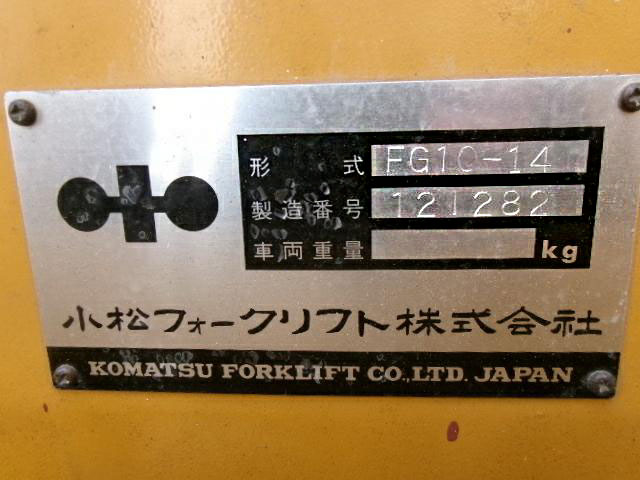 形 式 FG10-14
製造番号 121282
車両重量 kg
小松フォークリフト株式会社
KOMATSU FORKLIFT CO.,LTD. JAPAN